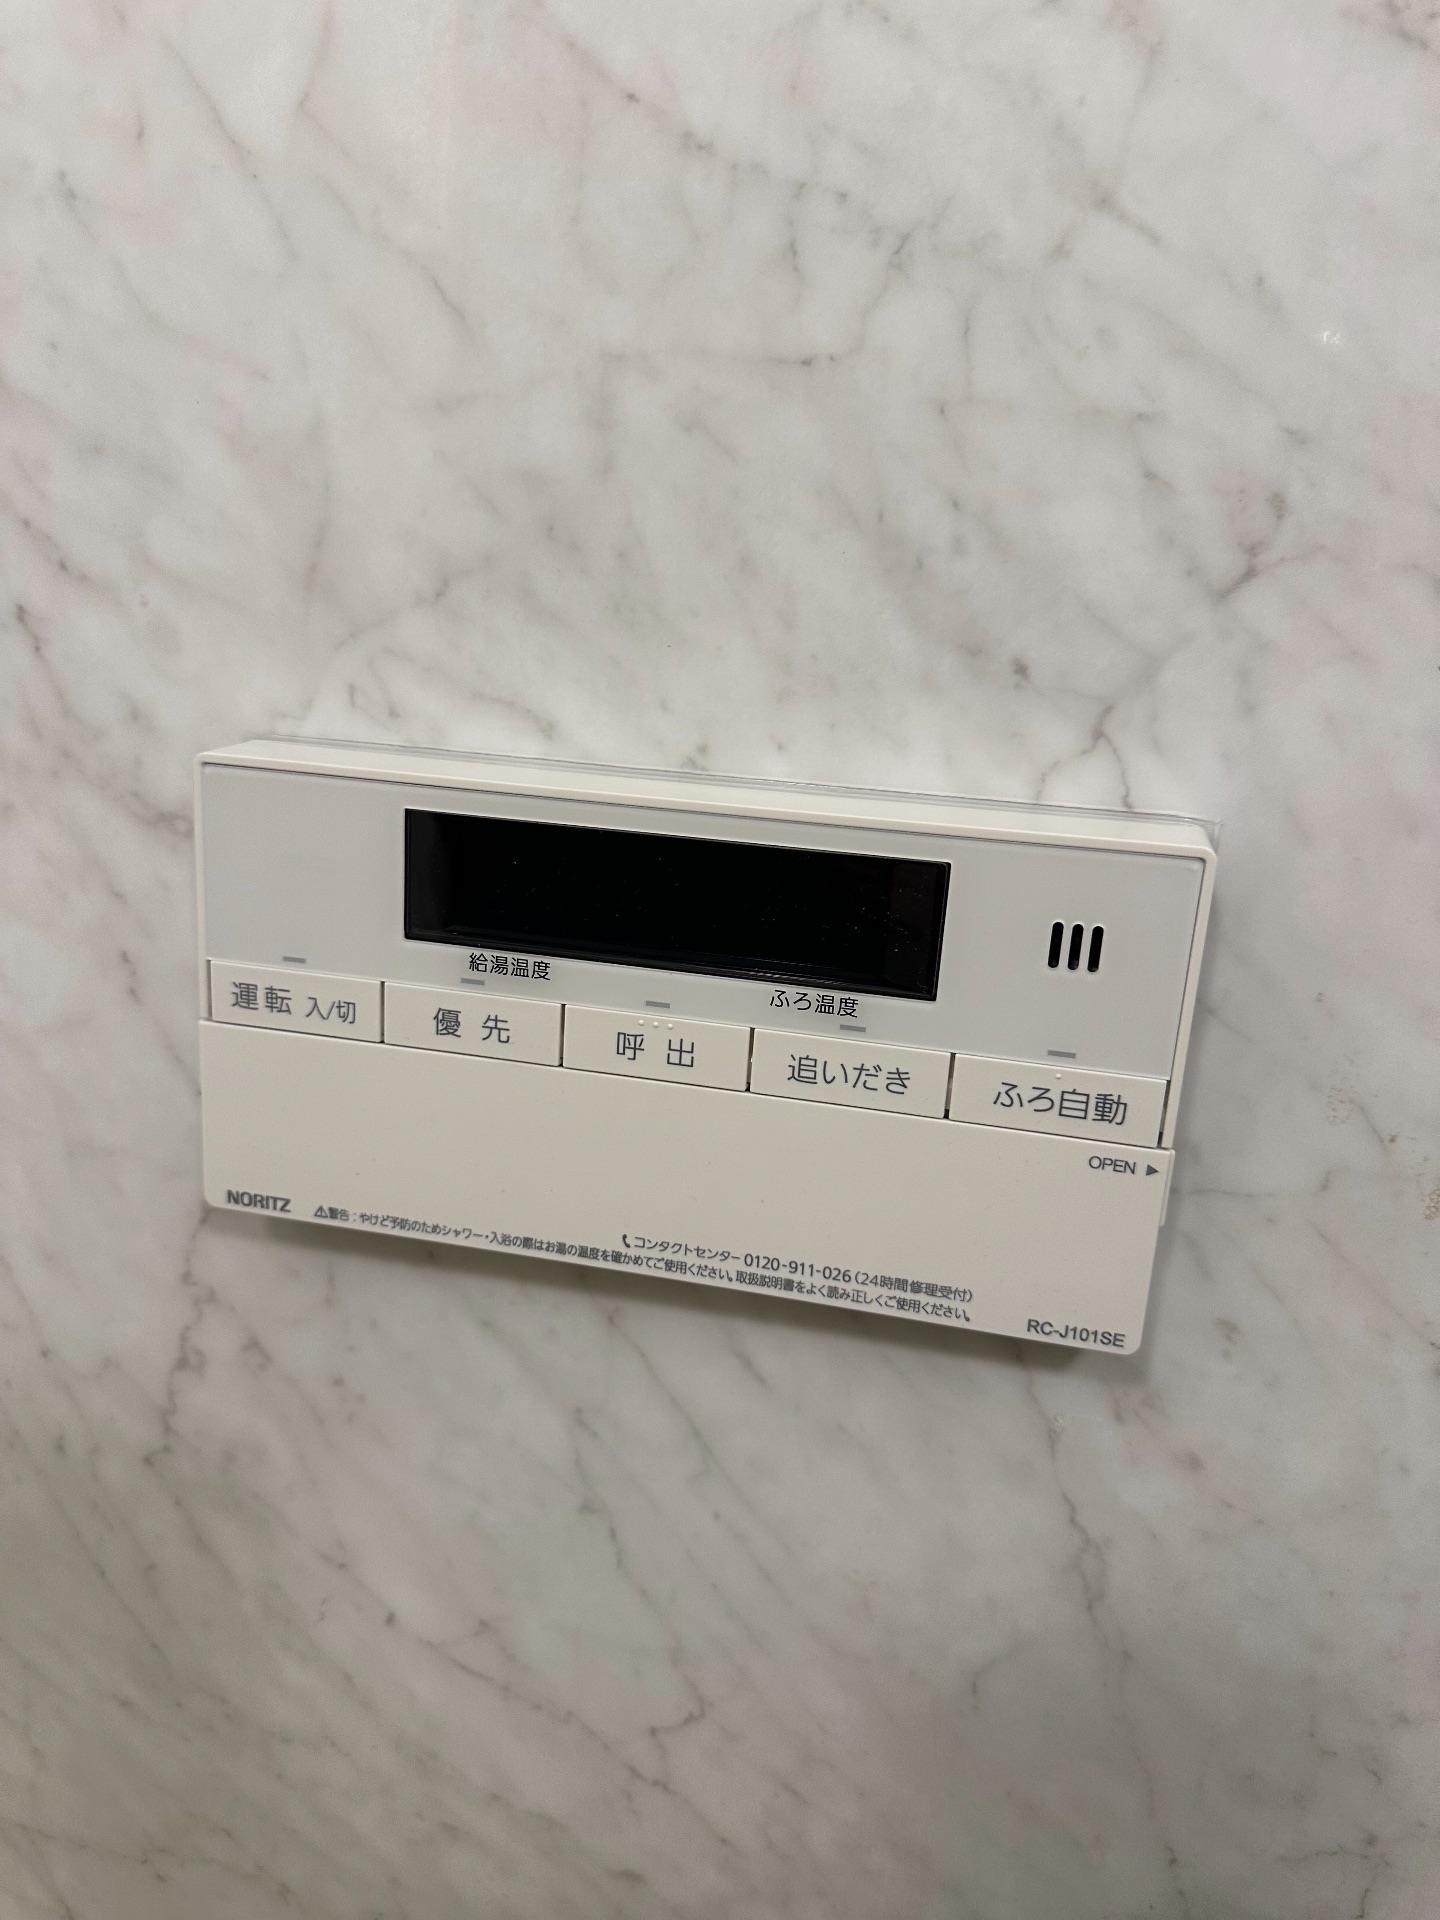 給湯温度
ふろ温度
運転 入/切
優先
呼出
追いだき
ふろ自動
OPEN ▶
NORITZ
コンタクトセンター 0120-911-026(24時間修理受付)
⚠警告:やけど予防のためシャワー・入浴の際はお湯の温度を確かめてご使用ください。取扱説明書をよく読み正しくご使用ください。
RC-J101SE